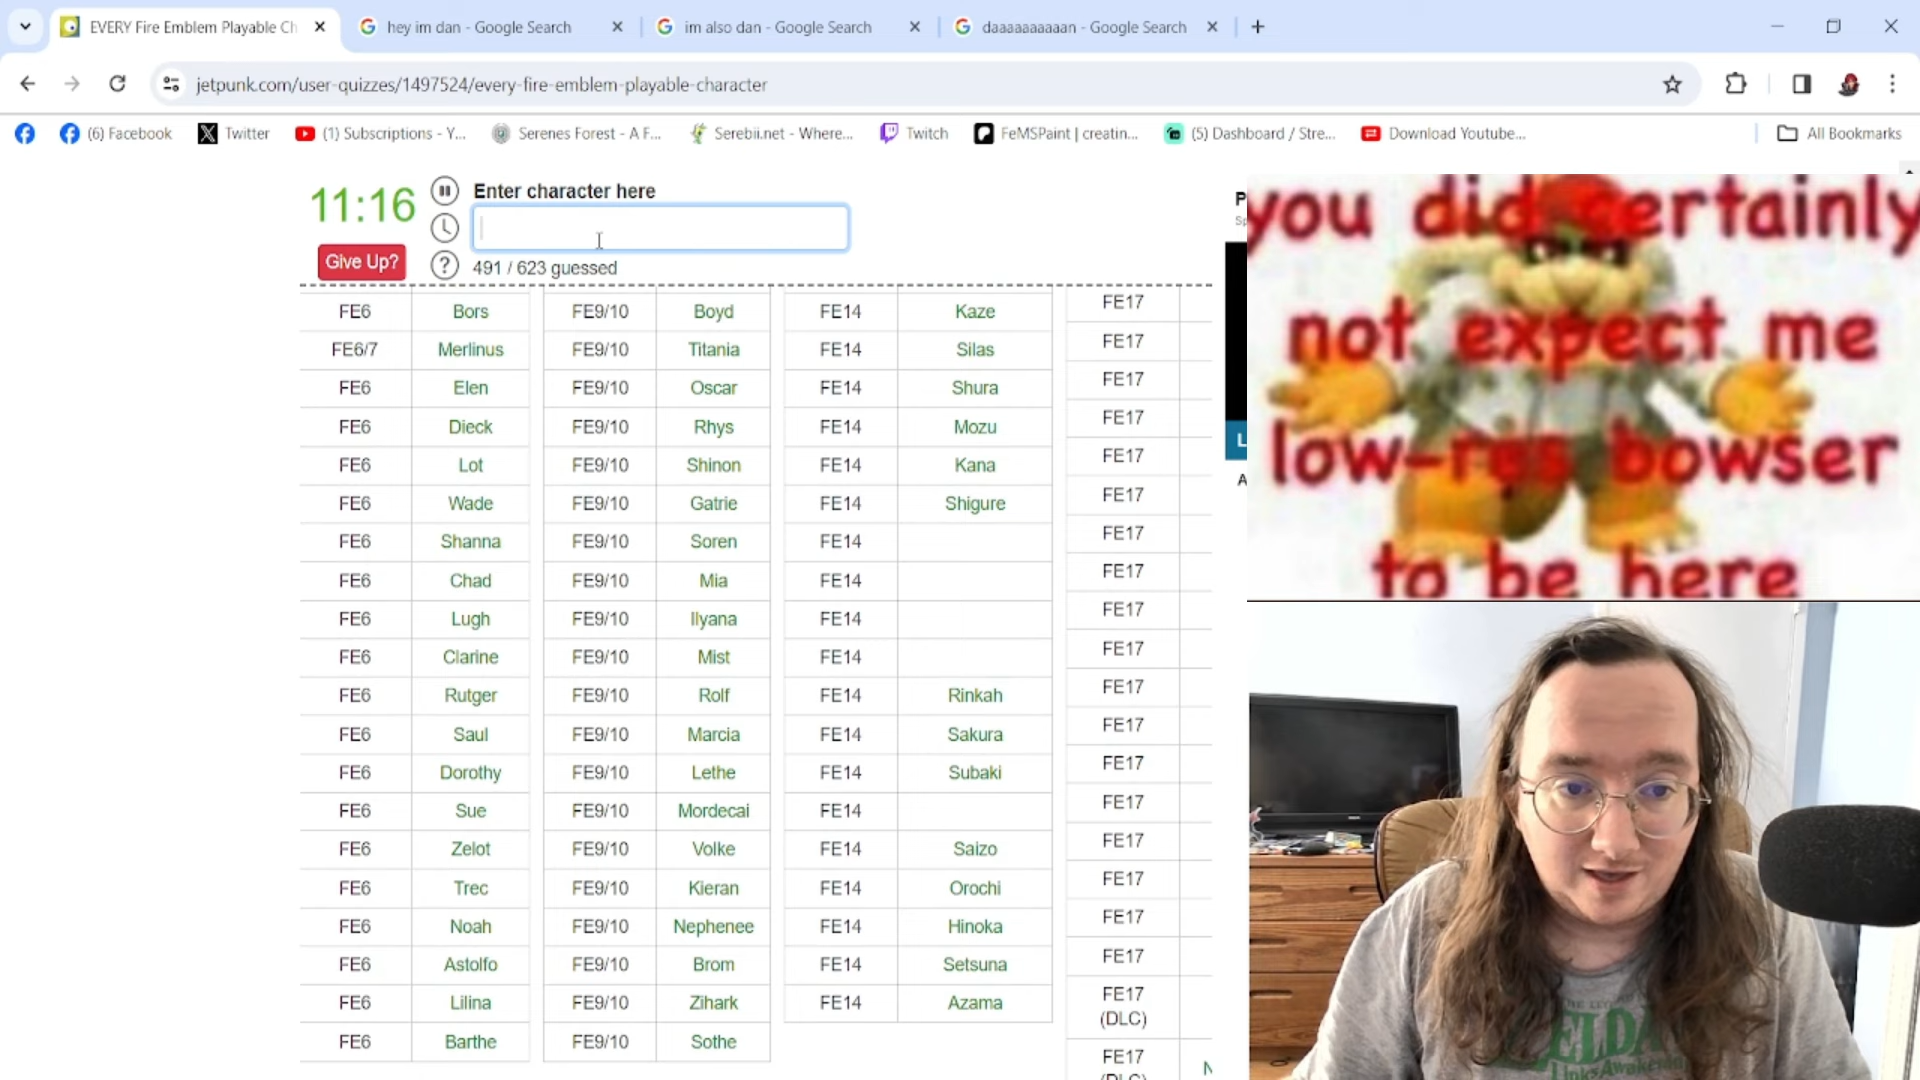 EVERY Fire Emblem Playable Ch
hey im dan - Google Search
im also dan - Google Search
daaaaaaaaaan - Google Search
jetpunk.com/user-quizzes/1497524/every-fire-emblem-playable-character
(6) Facebook
Twitter
(1) Subscriptions - Y...
Serenes Forest - A F...
Serebii.net - Where...
Twitch
FeMSPaint | creatin...
(5) Dashboard / Stre...
Download Youtube...
All Bookmarks
11:16
Give Up?
Enter character here
491 / 623 guessed
FE6 Bors FE9/10 Boyd FE14 Kaze FE17
FE6/7 Merlinus FE9/10 Titania FE14 Silas FE17
FE6 Elen FE9/10 Oscar FE14 Shura FE17
FE6 Dieck FE9/10 Rhys FE14 Mozu FE17
FE6 Lot FE9/10 Shinon FE14 Kana FE17
FE6 Wade FE9/10 Gatrie FE14 Shigure FE17
FE6 Shanna FE9/10 Soren FE14 FE17
FE6 Chad FE9/10 Mia FE14 FE17
FE6 Lugh FE9/10 Ilyana FE14 FE17
FE6 Clarine FE9/10 Mist FE14 FE17
FE6 Rutger FE9/10 Rolf FE14 Rinkah FE17
FE6 Saul FE9/10 Marcia FE14 Sakura FE17
FE6 Dorothy FE9/10 Lethe FE14 Subaki FE17
FE6 Sue FE9/10 Mordecai FE14 FE17
FE6 Zelot FE9/10 Volke FE14 Saizo FE17
FE6 Trec FE9/10 Kieran FE14 Orochi FE17
FE6 Noah FE9/10 Nephenee FE14 Hinoka FE17
FE6 Astolfo FE9/10 Brom FE14 Setsuna FE17
FE6 Lilina FE9/10 Zihark FE14 Azama FE17 (DLC)
FE6 Barthe FE9/10 Sothe FE17
you did certainly
not expect me
low-res bowser
to be here
ZELDA